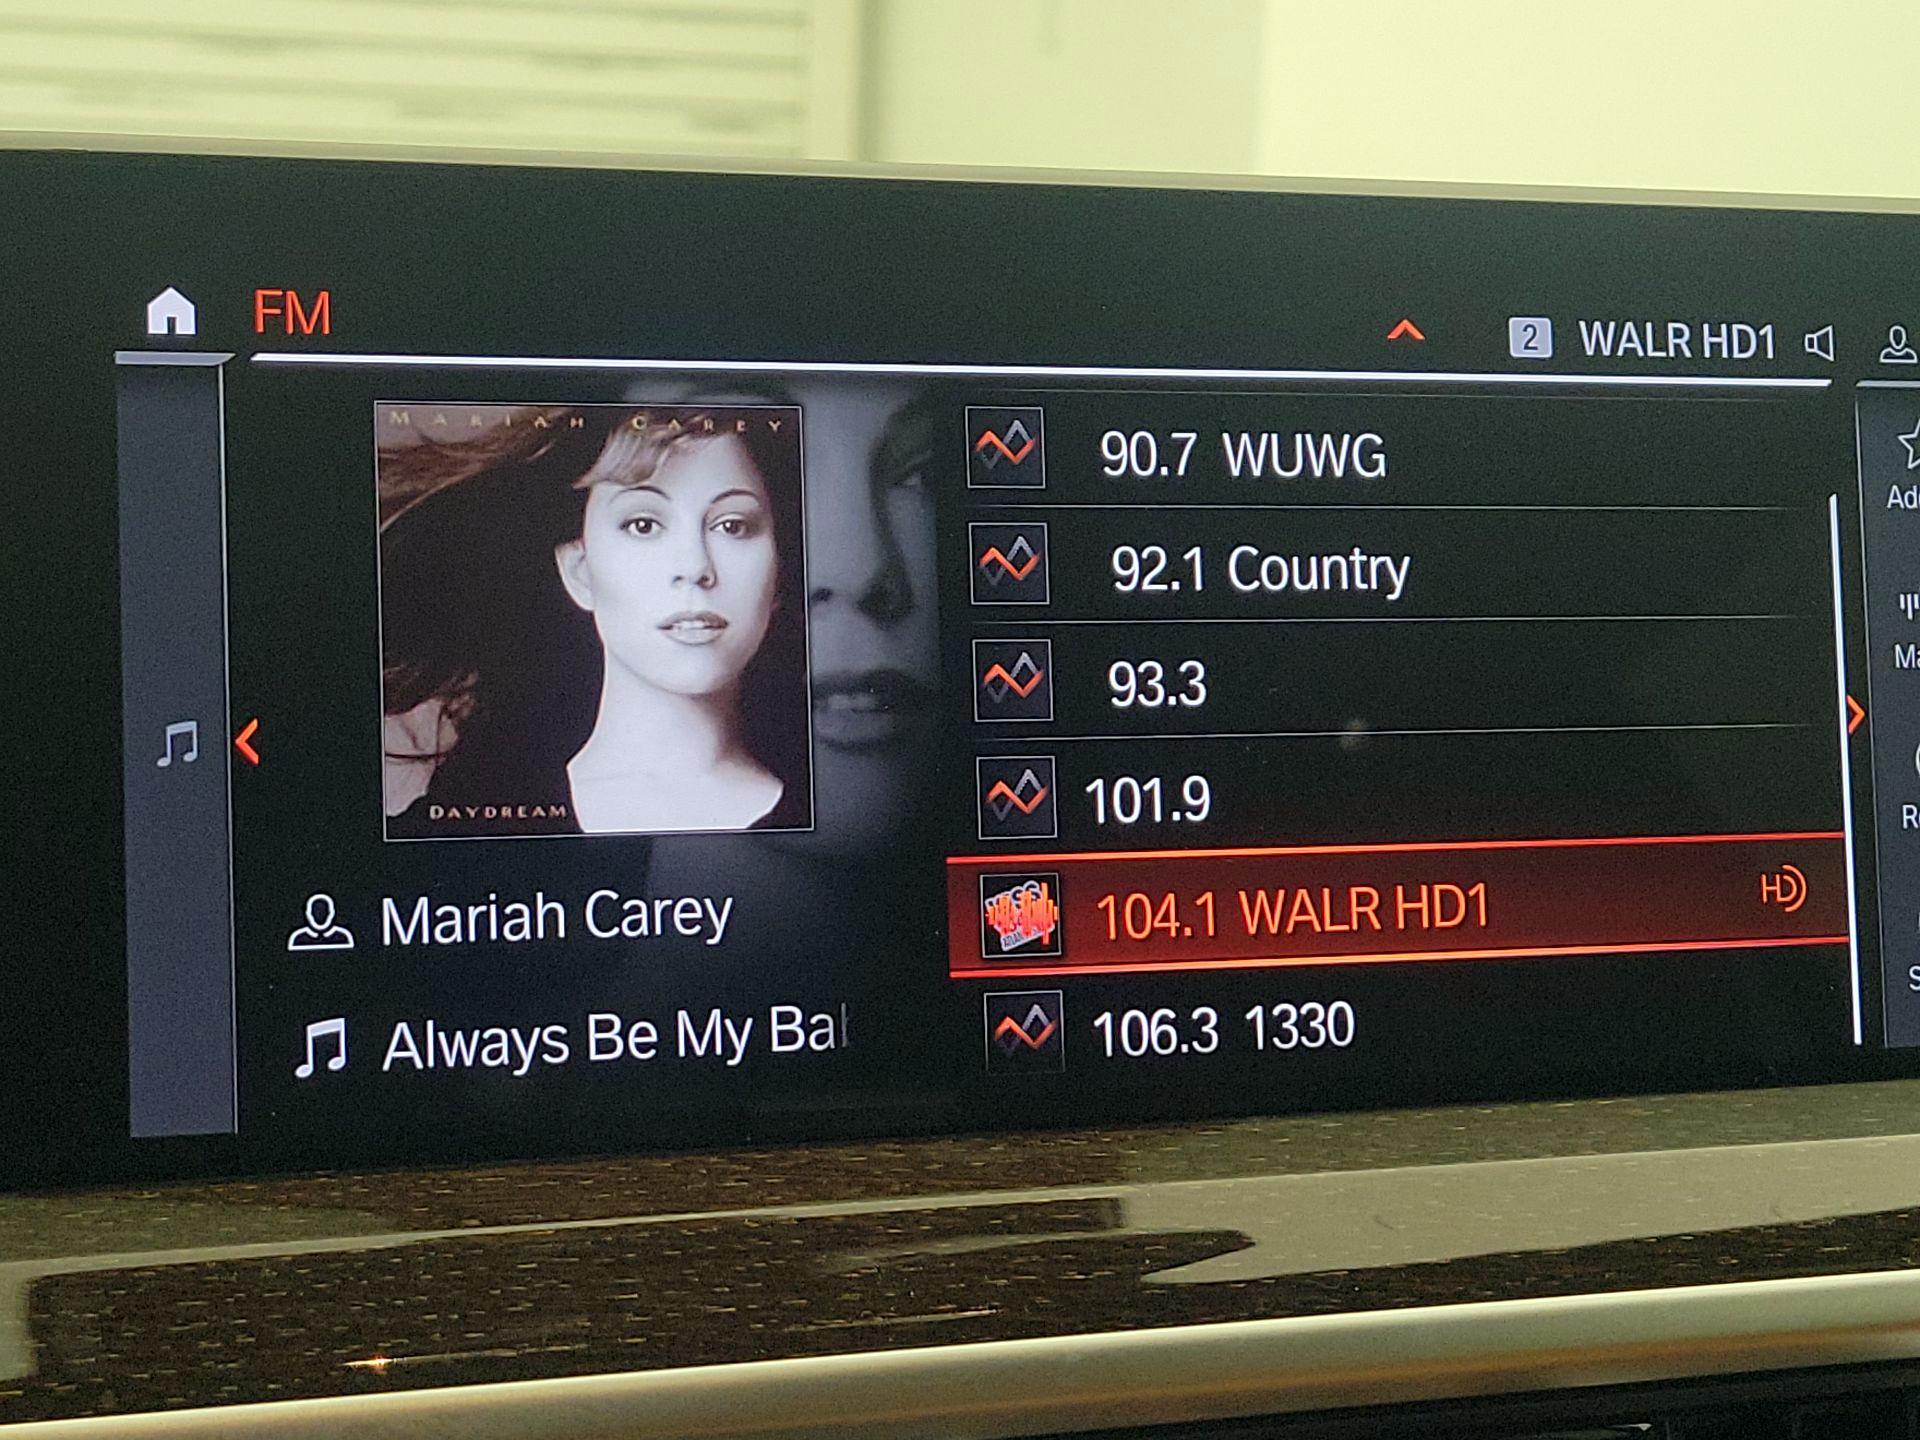 FM
2 WALR HD1
MARIAH CAREY
DAYDREAM
Mariah Carey
Always Be My Ba
90.7 WUWG
92.1 Country
93.3
101.9
104.1 WALR HD1 HD
106.3 1330